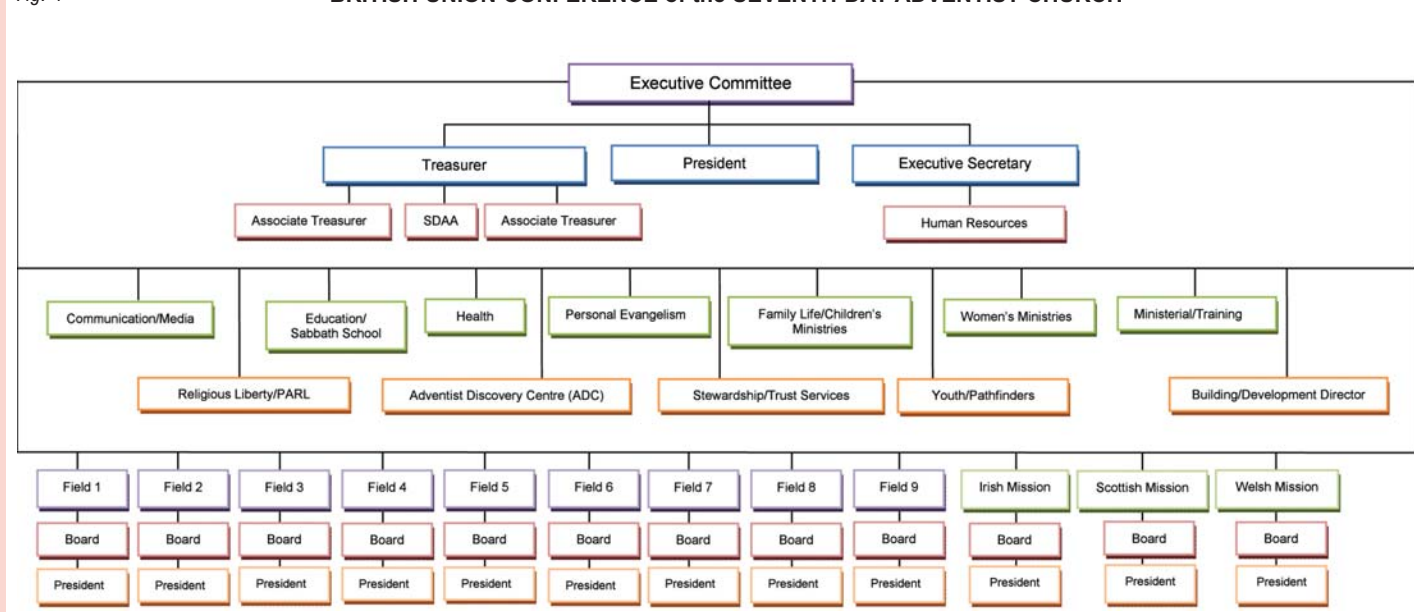 BRITISH UNION CONFERENCE of the SEVENTH DAY ADVENTIST CHURCH
Executive Committee
Treasurer
President
Executive Secretary
Associate Treasurer
SDAA
Associate Treasurer
Human Resources
Communication/Media
Education/
Sabbath School
Health
Personal Evangelism
Family Life/Children's
Ministries
Women's Ministries
Ministerial/Training
Religious Liberty/PARL
Adventist Discovery Centre (ADC)
Stewardship/Trust Services
Youth/Pathfinders
Building/Development Director
Field 1
Field 2
Field 3
Field 4
Field 5
Field 6
Field 7
Field 8
Field 9
Irish Mission
Scottish Mission
Welsh Mission
Board
Board
Board
Board
Board
Board
Board
Board
Board
Board
Board
Board
President
President
President
President
President
President
President
President
President
President
President
President